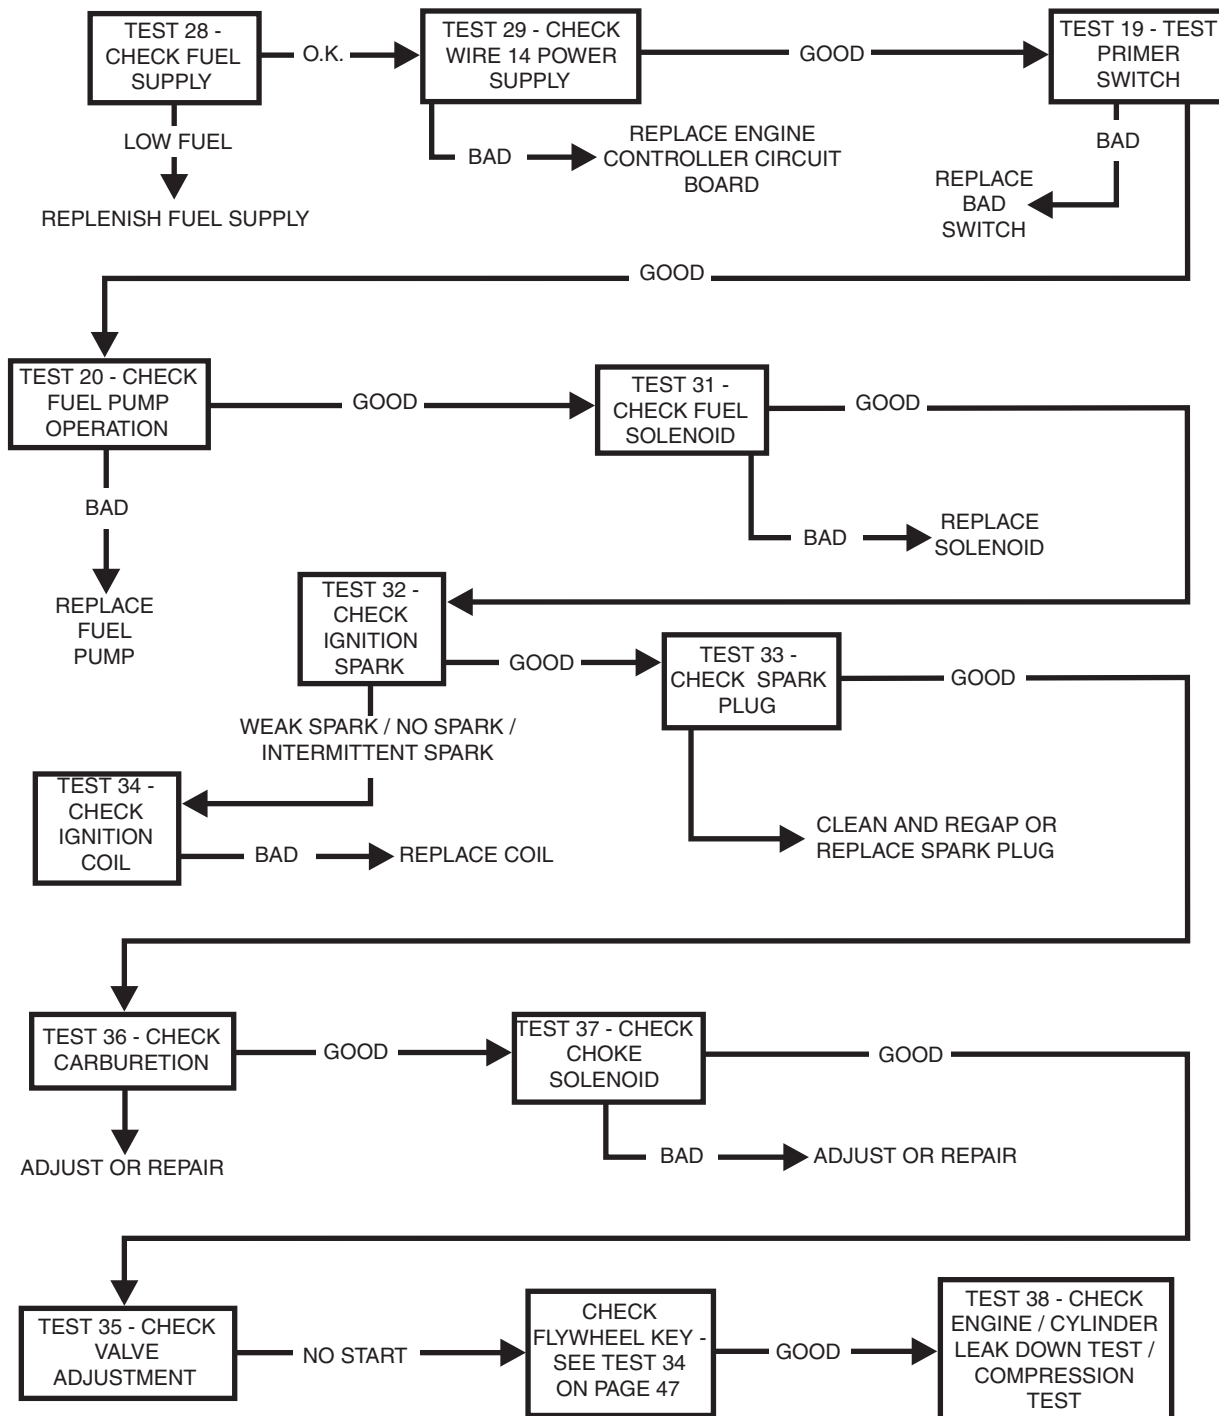 TEST 28 -
CHECK FUEL
SUPPLY
O.K.
TEST 29 - CHECK
WIRE 14 POWER
SUPPLY
GOOD
TEST 19 - TEST
PRIMER
SWITCH
LOW FUEL
REPLENISH FUEL SUPPLY
BAD
REPLACE ENGINE
CONTROLLER CIRCUIT
BOARD
BAD
REPLACE
BAD
SWITCH
GOOD
TEST 20 - CHECK
FUEL PUMP
OPERATION
GOOD
TEST 31 -
CHECK FUEL
SOLENOID
GOOD
BAD
REPLACE
FUEL
PUMP
BAD
REPLACE
SOLENOID
TEST 32 -
CHECK
IGNITION
SPARK
GOOD
TEST 33 -
CHECK  SPARK
PLUG
GOOD
WEAK SPARK / NO SPARK /
INTERMITTENT SPARK
TEST 34 -
CHECK
IGNITION
COIL
BAD
REPLACE COIL
CLEAN AND REGAP OR
REPLACE SPARK PLUG
TEST 36 - CHECK
CARBURETION
GOOD
TEST 37 - CHECK
CHOKE
SOLENOID
GOOD
ADJUST OR REPAIR
BAD
ADJUST OR REPAIR
TEST 35 - CHECK
VALVE
ADJUSTMENT
NO START
CHECK
FLYWHEEL KEY -
SEE TEST 34
ON PAGE 47
GOOD
TEST 38 - CHECK
ENGINE / CYLINDER
LEAK DOWN TEST /
COMPRESSION
TEST